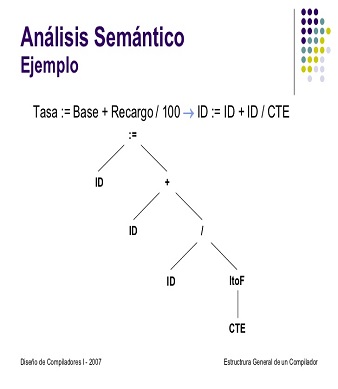 Análisis Semántico
Ejemplo
Tasa := Base + Recargo / 100 → ID := ID + ID / CTE
:=
ID +
ID /
ID ItoF
CTE
Diseño de Compiladores I - 2007 Estructrura General de un Compilador